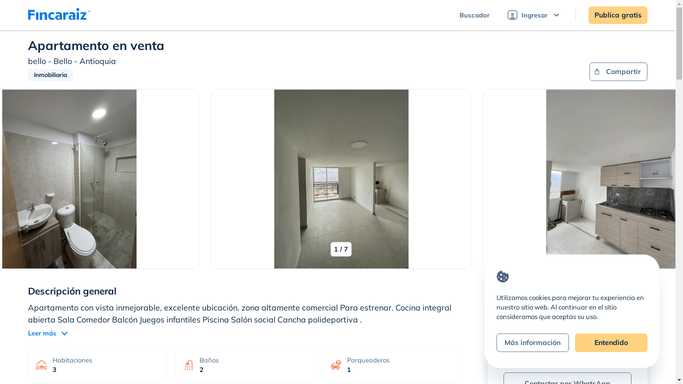 Fincaraiz
Buscador
Ingresar
Publica gratis
Apartamento en venta
bello - Bello - Antioquia
Inmobiliaria
Compartir
1 / 7
Descripción general
Apartamento con vista inmejorable, excelente ubicación, zona altamente comercial Para estrenar. Cocina integral
abierta Sala Comedor Balcón Juegos infantiles Piscina Salón social Cancha polideportiva .
Leer más
Habitaciones
3
Baños
2
Parqueaderos
1
Utilizamos cookies para mejorar tu experiencia en
nuestro sitio web. Al continuar en el sitio
consideramos que aceptas su uso.
Más información
Entendido
Contactar por WhatsApp